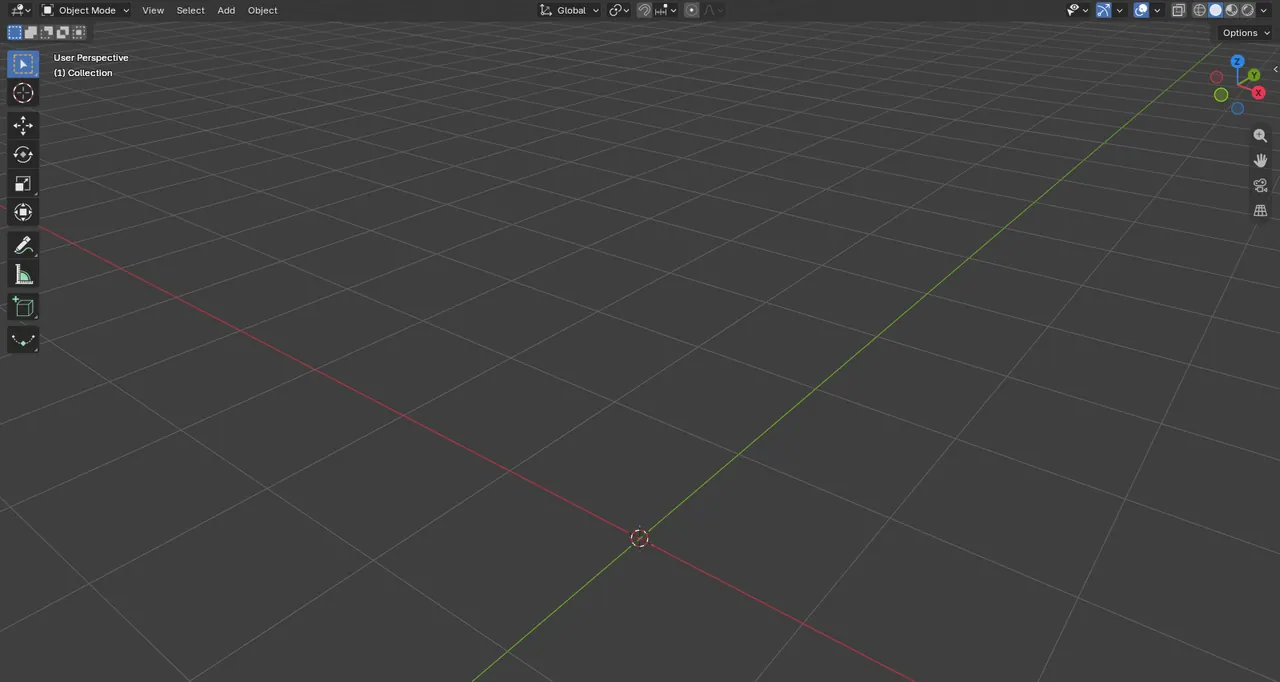 Object Mode View Select Add Object Global
Options
User Perspective
(1) Collection
Z
Y
X